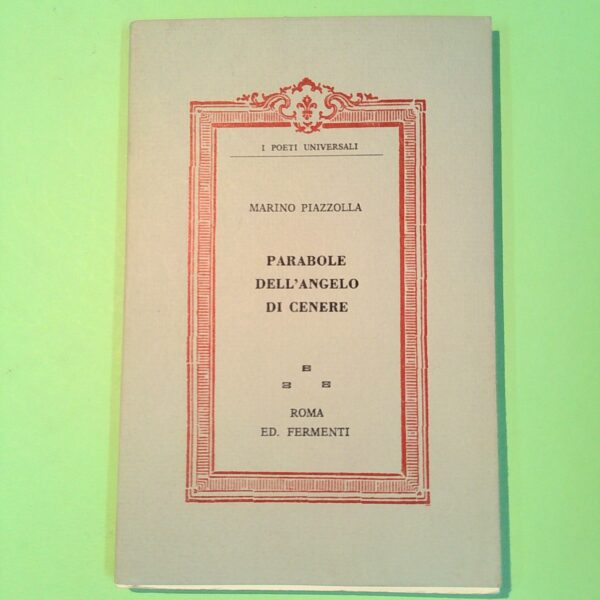 I POETI UNIVERSALI
MARINO PIAZZOLLA
PARABOLE
DELL'ANGELO
DI CENERE
ROMA
ED. FERMENTI